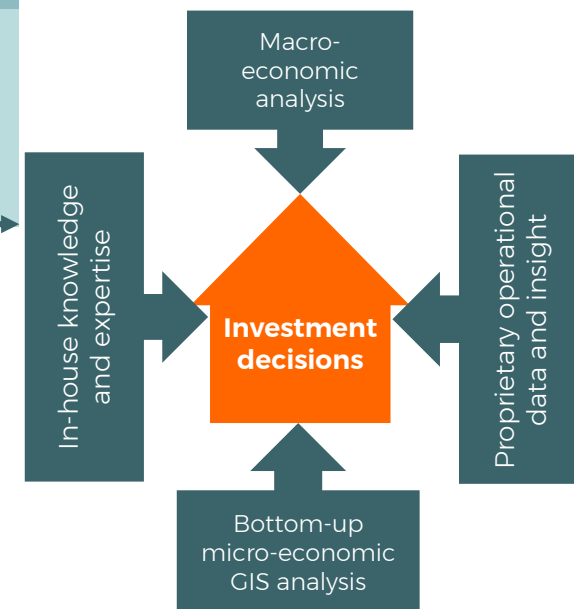 Macro-
economic
analysis
In-house knowledge
and expertise
Investment
decisions
Proprietary operational
data and insight
Bottom-up
micro-economic
GIS analysis